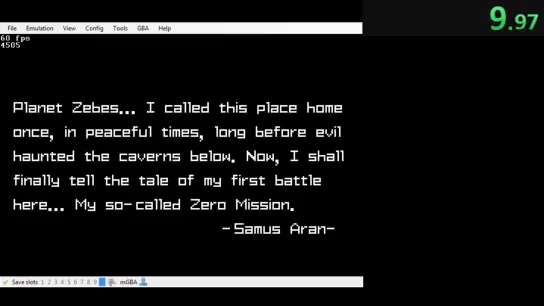 9.97
File Emulation View Config Tools GBA Help
60 fps
4505
Planet Zebes... I called this place home
once, in peaceful times, long before evil
haunted the caverns below. Now, I shall
finally tell the tale of my first battle
here... My so-called Zero Mission.
-Samus Aran-
Save slots 1 2 3 4 5 6 7 8 9 mGBA